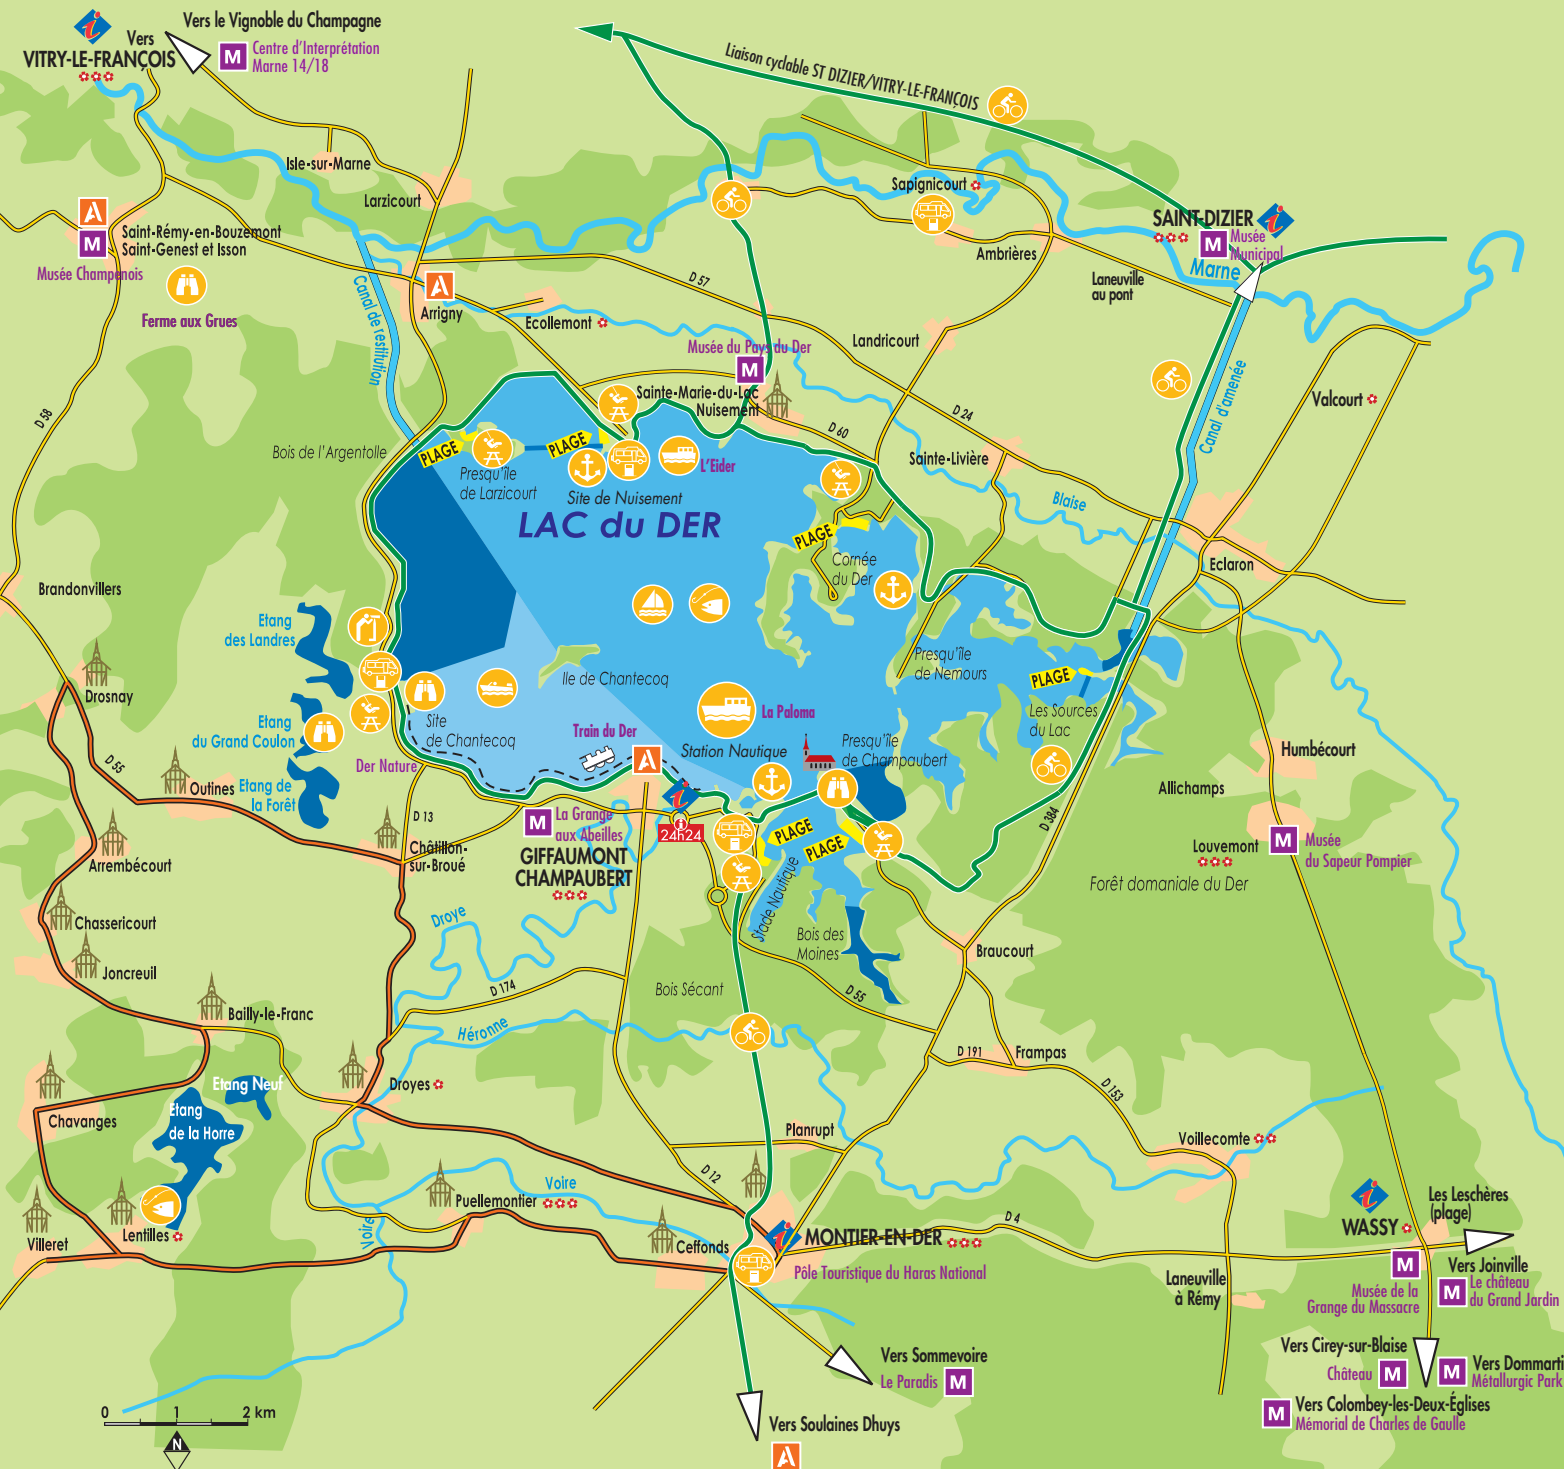 Vers
VITRY-LE-FRANÇOIS
Vers le Vignoble du Champagne
M
Centre d'Interprétation
Marne 14/18
Liaison cyclable ST DIZIER/VITRY-LE-FRANÇOIS
Isle-sur-Marne
Larzicourt
Sapignicourt
SAINT-DIZIER
M
Musée
Municipal
Marne
Ambrières
Laneuville
au pont
A
M
Saint-Rémy-en-Bouzemont
Saint-Genest et Isson
Musée Champenois
Ferme aux Grues
Canal de restitution
A
Arrigny
D 57
Ecollemont
Musée du Pays du Der
M
Landricourt
Sainte-Marie-du-Lac
Nuisement
Canal d'amenée
Valcourt
D 58
D 24
D 60
Bois de l'Argentolle
PLAGE
PLAGE
Presqu'île
de Larzicourt
L'Eider
Site de Nuisement
LAC du DER
Sainte-Livière
Blaise
PLAGE
Cornée
du Der
Eclaron
Brandonvillers
Etang
des Landres
Presqu'île
de Nemours
PLAGE
Ile de Chantecoq
Drosnay
Etang
du Grand Coulon
Site
de Chantecoq
La Paloma
Les Sources
du Lac
Train du Der
A
Station Nautique
Presqu'île
de Champaubert
Humbécourt
D 55
Der Nature
Outines
Etang de
la Forêt
Allichamps
D 13
M
La Grange
aux Abeilles
24h24
PLAGE
PLAGE
D 384
Châtillon-
sur-Broué
GIFFAUMONT
CHAMPAUBERT
Louvemont
M
Musée
du Sapeur Pompier
Arrembécourt
Forêt domaniale du Der
Stade Nautique
Chassericourt
Droye
Bois des
Moines
Braucourt
Joncreuil
D 174
Bois Sécant
D 55
Bailly-le-Franc
Héronne
D 191
Frampas
Etang Neuf
Droyes
D 153
Chavanges
Etang
de la Horre
Planrupt
Voillecomte
D 12
Voire
Puellemontier
Voire
Lentilles
Villeret
Ceffonds
MONTIER-EN-DER
D 4
Pôle Touristique du Haras National
Les Leschères
(plage)
WASSY
Laneuville
à Rémy
M
Musée de la
Grange du Massacre
Vers Joinville
M
Le château
du Grand Jardin
Vers Cirey-sur-Blaise
Château
M
M
Vers Dommarti
Métallurgic Park
M
Vers Colombey-les-Deux-Églises
Mémorial de Charles de Gaulle
Vers Sommevoire
Le Paradis
M
Vers Soulaines Dhuys
A
0 1 2 km
N